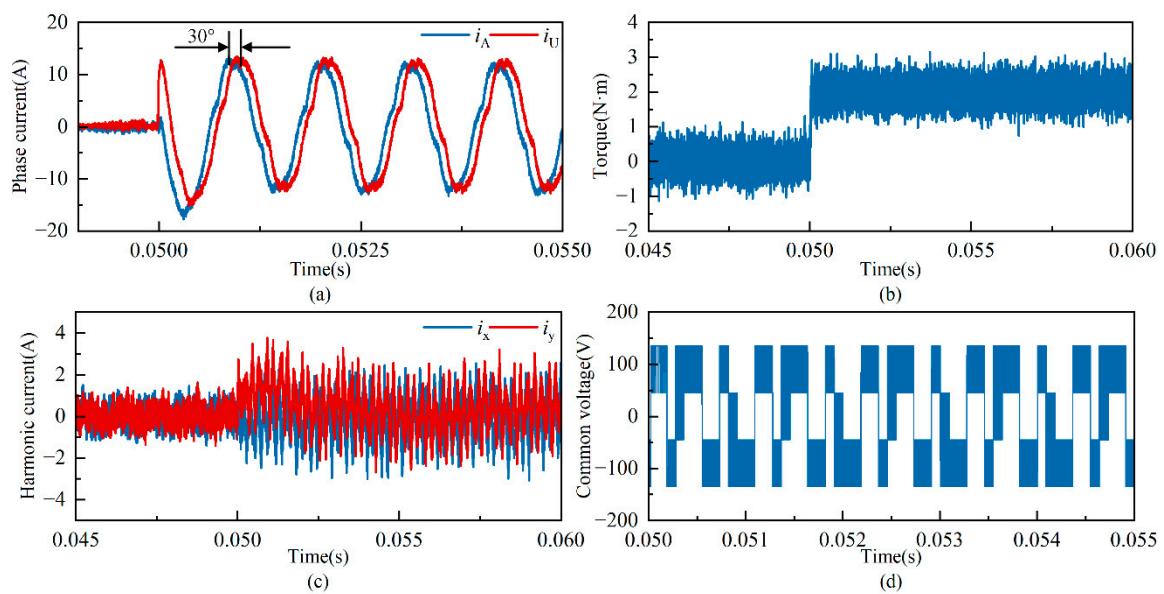 30°
i_A i_U
Phase current(A)
20
10
0
−10
−20
0.0500 0.0525 0.0550
Time(s)
(a)
Torque(N·m)
4
3
2
1
0
−1
−2
0.045 0.050 0.055 0.060
Time(s)
(b)
i_x i_y
Harmonic current(A)
4
2
0
−2
−4
0.045 0.050 0.055 0.060
Time(s)
(c)
Common voltage(V)
200
100
0
−100
−200
0.050 0.051 0.052 0.053 0.054 0.055
Time(s)
(d)